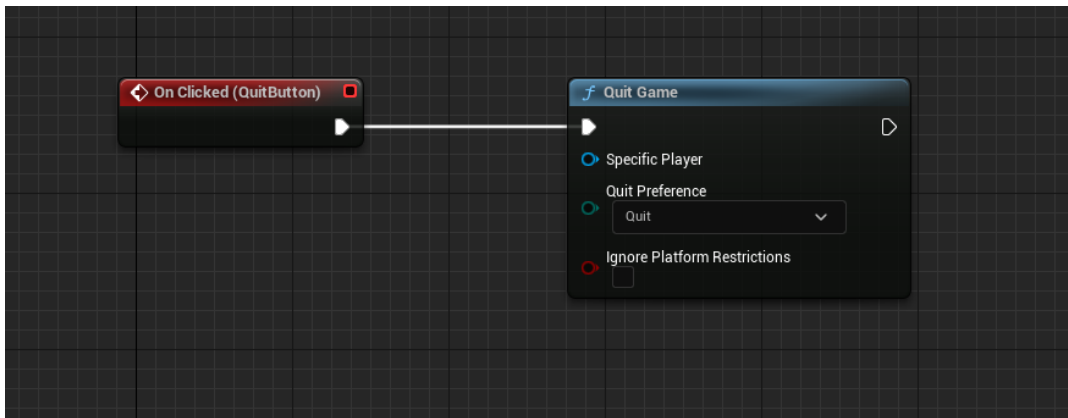 On Clicked (QuitButton)
f Quit Game
Specific Player
Quit Preference
Quit
Ignore Platform Restrictions